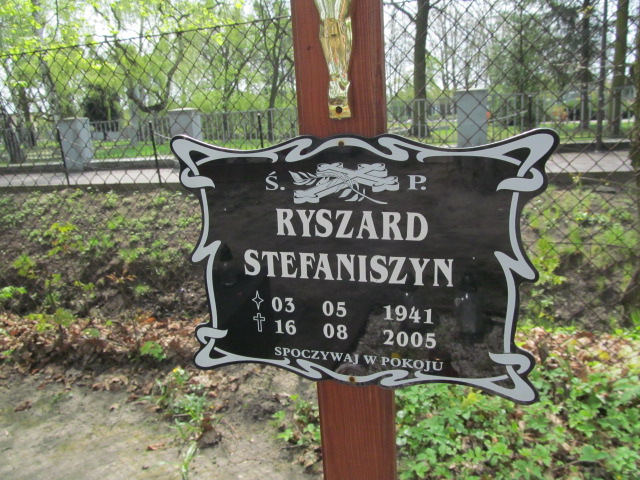 Ś. P.
RYSZARD
STEFANISZYN
03 05 1941
16 08 2005
SPOCZYWAJ W POKOJU